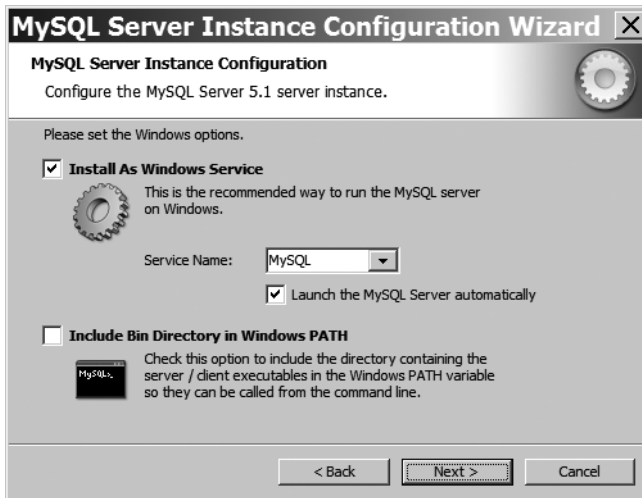 MySQL Server Instance Configuration Wizard
MySQL Server Instance Configuration
Configure the MySQL Server 5.1 server instance.
Please set the Windows options.
Install As Windows Service
This is the recommended way to run the MySQL server
on Windows.
Service Name:
MySQL
Launch the MySQL Server automatically
Include Bin Directory in Windows PATH
Check this option to include the directory containing the
server / client executables in the Windows PATH variable
so they can be called from the command line.
MySQL>_
< Back
Next >
Cancel